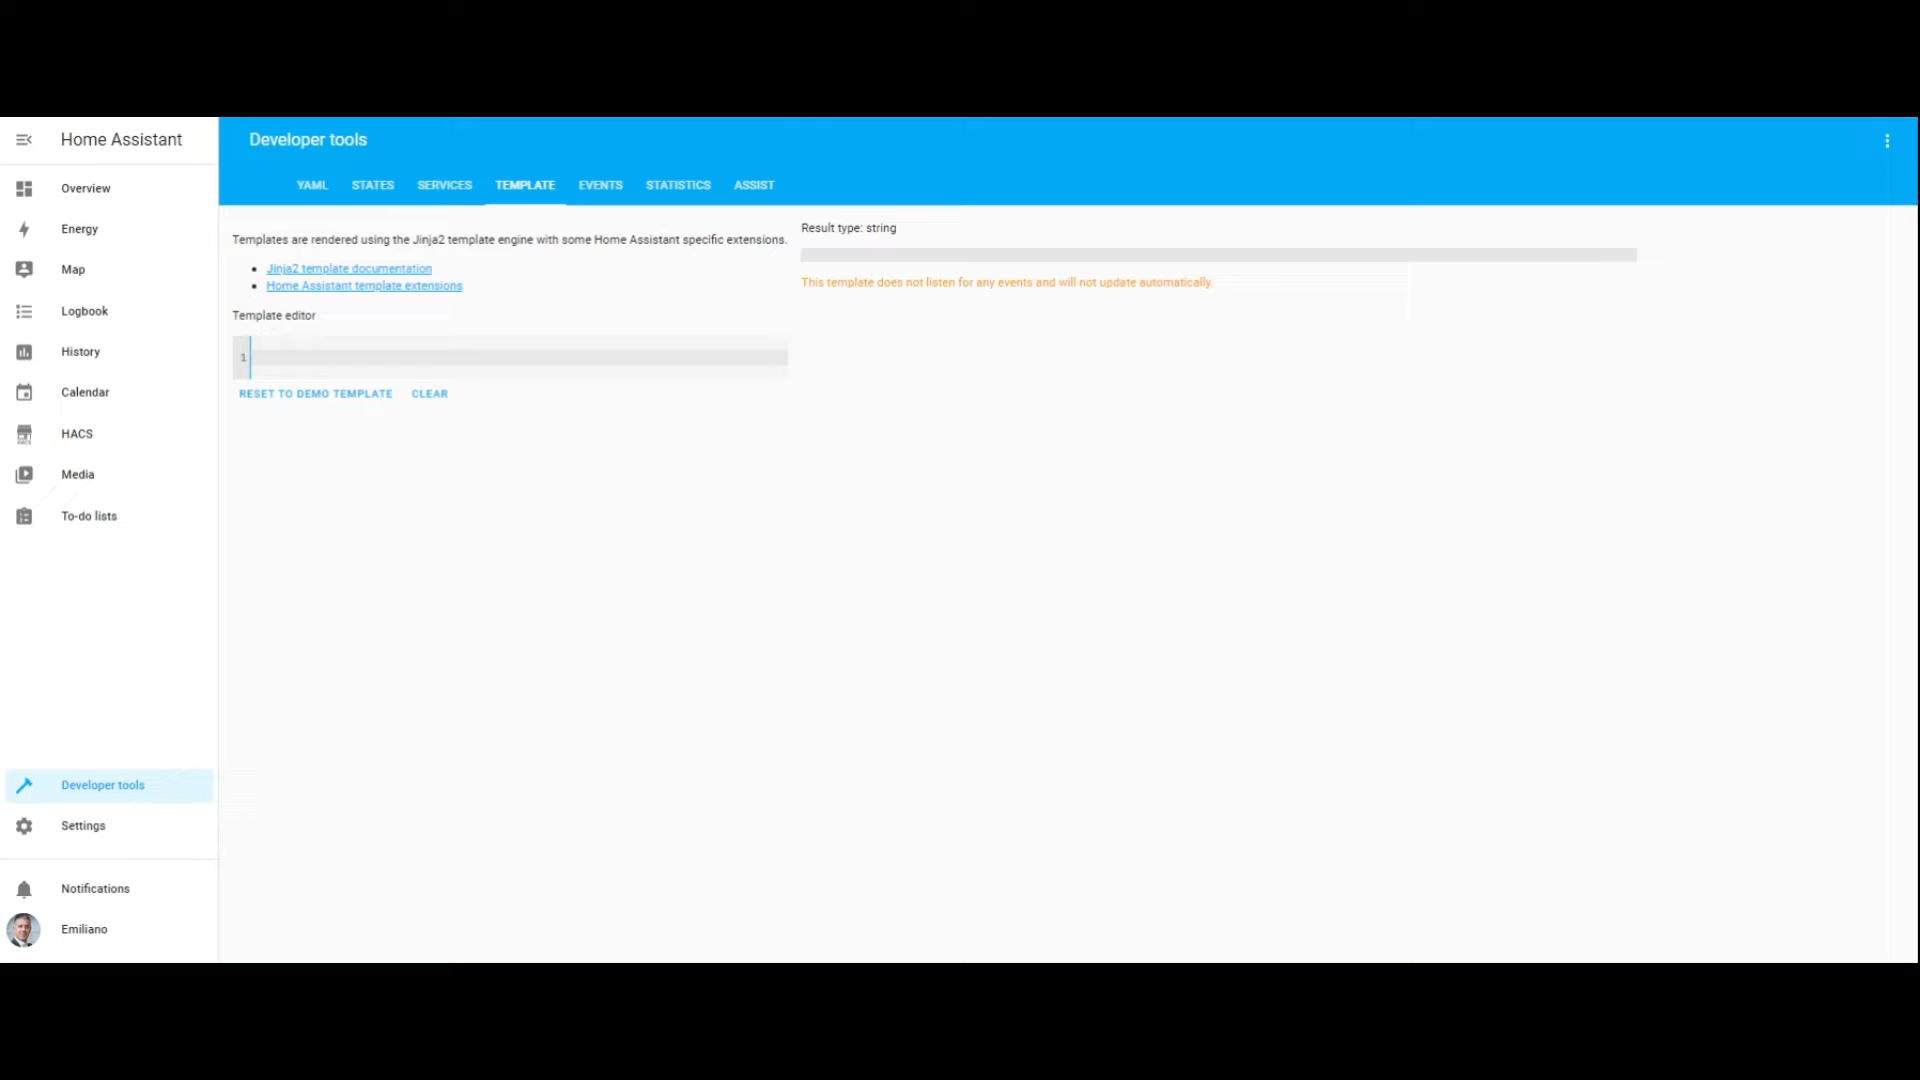 Home Assistant
Developer tools
YAML STATES SERVICES TEMPLATE EVENTS STATISTICS ASSIST
Overview
Energy
Map
Logbook
History
Calendar
HACS
Media
To-do lists
Developer tools
Settings
Notifications
Emiliano
Templates are rendered using the Jinja2 template engine with some Home Assistant specific extensions.
Jinja2 template documentation
Home Assistant template extensions
Template editor
1
RESET TO DEMO TEMPLATE CLEAR
Result type: string
This template does not listen for any events and will not update automatically.